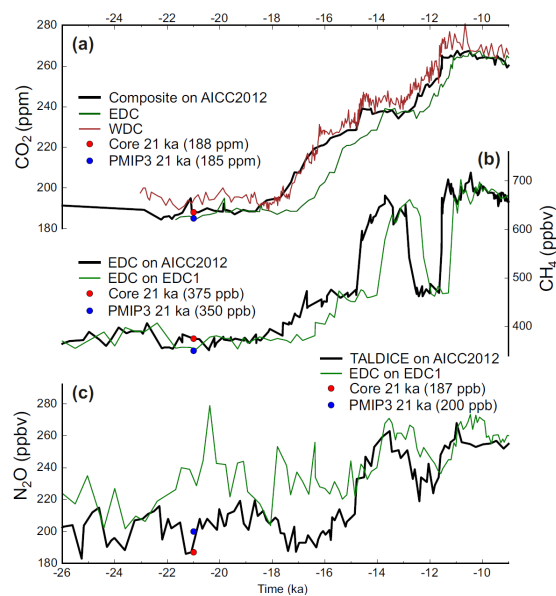 -26 -24 -22 -20 -18 -16 -14 -12 -10
(a)
280
260
240
220
200
180
CO2 (ppm)
Composite on AICC2012
EDC
WDC
Core 21 ka (188 ppm)
PMIP3 21 ka (185 ppm)
(b)
700
600
500
400
CH4 (ppbv)
EDC on AICC2012
EDC on EDC1
Core 21 ka (375 ppb)
PMIP3 21 ka (350 ppb)
(c)
TALDICE on AICC2012
EDC on EDC1
Core 21 ka (187 ppb)
PMIP3 21 ka (200 ppb)
280
260
240
220
200
180
N2O (ppbv)
-26 -24 -22 -20 -18 -16 -14 -12 -10
Time (ka)